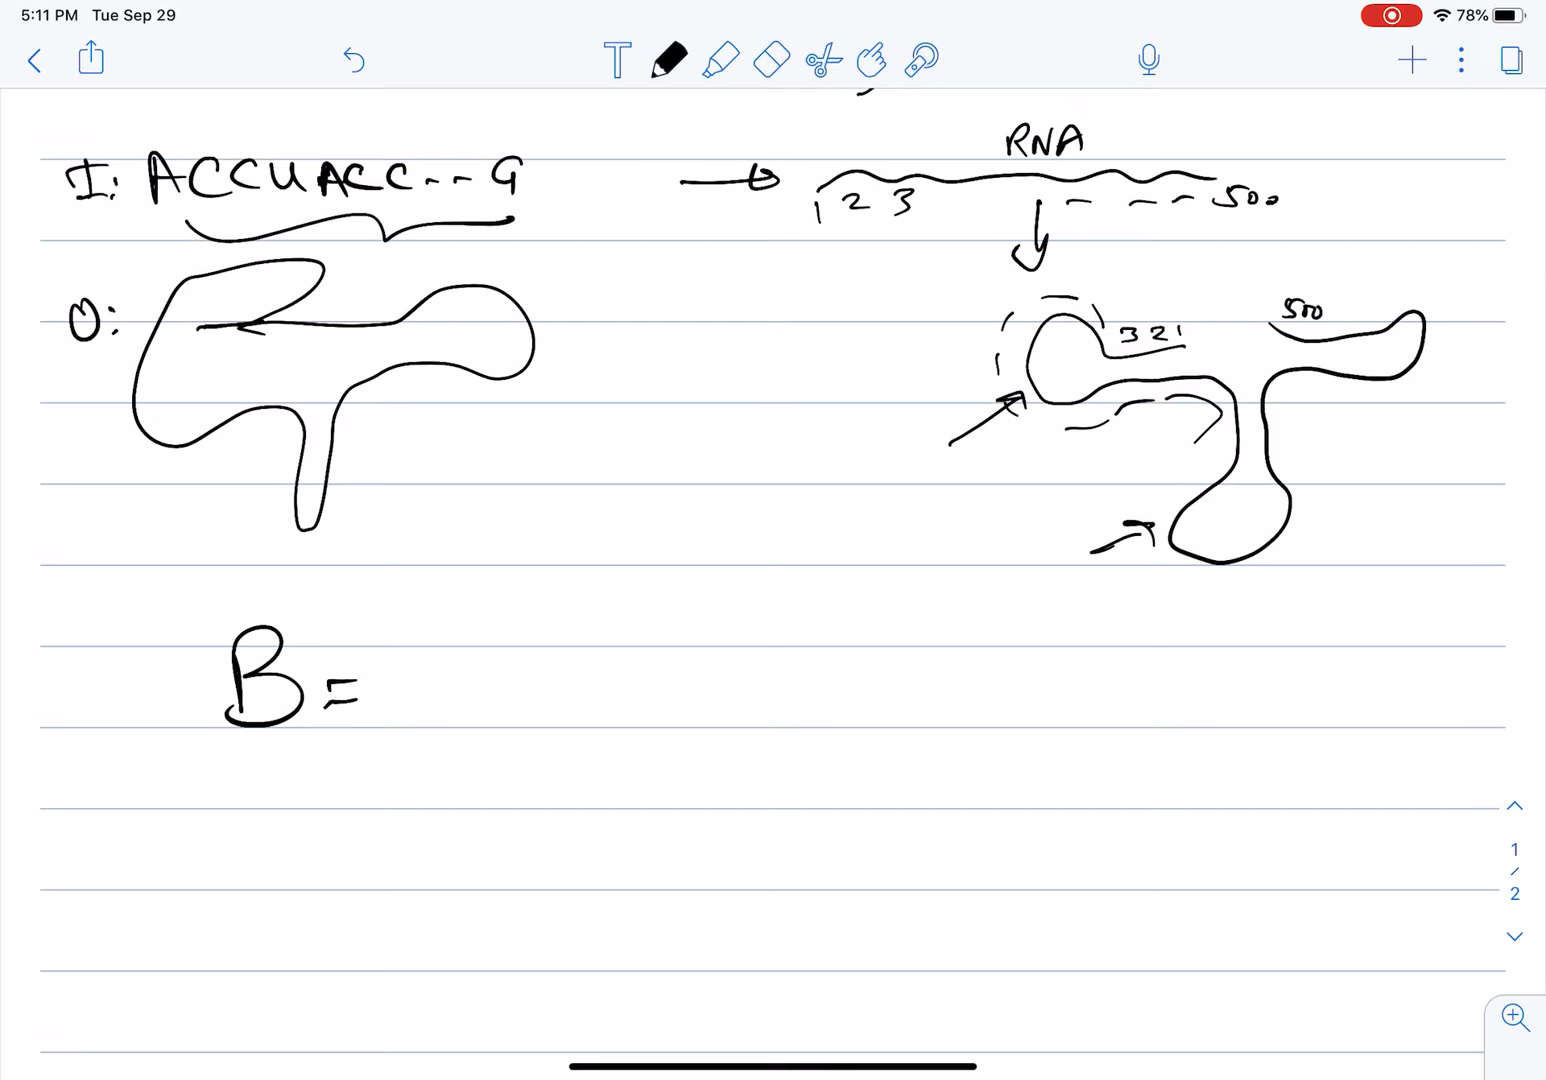 5:11 PM Tue Sep 29 78%
T
RNA
I: ACCUACC--G
1 2 3 - - - 500
O:
3 2 1
500
B=
1
/
2